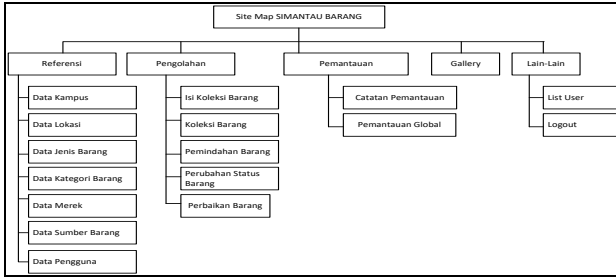 Site Map SIMANTAU BARANG
Referensi
Pengolahan
Pemantauan
Gallery
Lain-Lain
Data Kampus
Data Lokasi
Data Jenis Barang
Data Kategori Barang
Data Merek
Data Sumber Barang
Data Pengguna
Isi Koleksi Barang
Koleksi Barang
Pemindahan Barang
Perubahan Status
Barang
Perbaikan Barang
Catatan Pemantauan
Pemantauan Global
List User
Logout